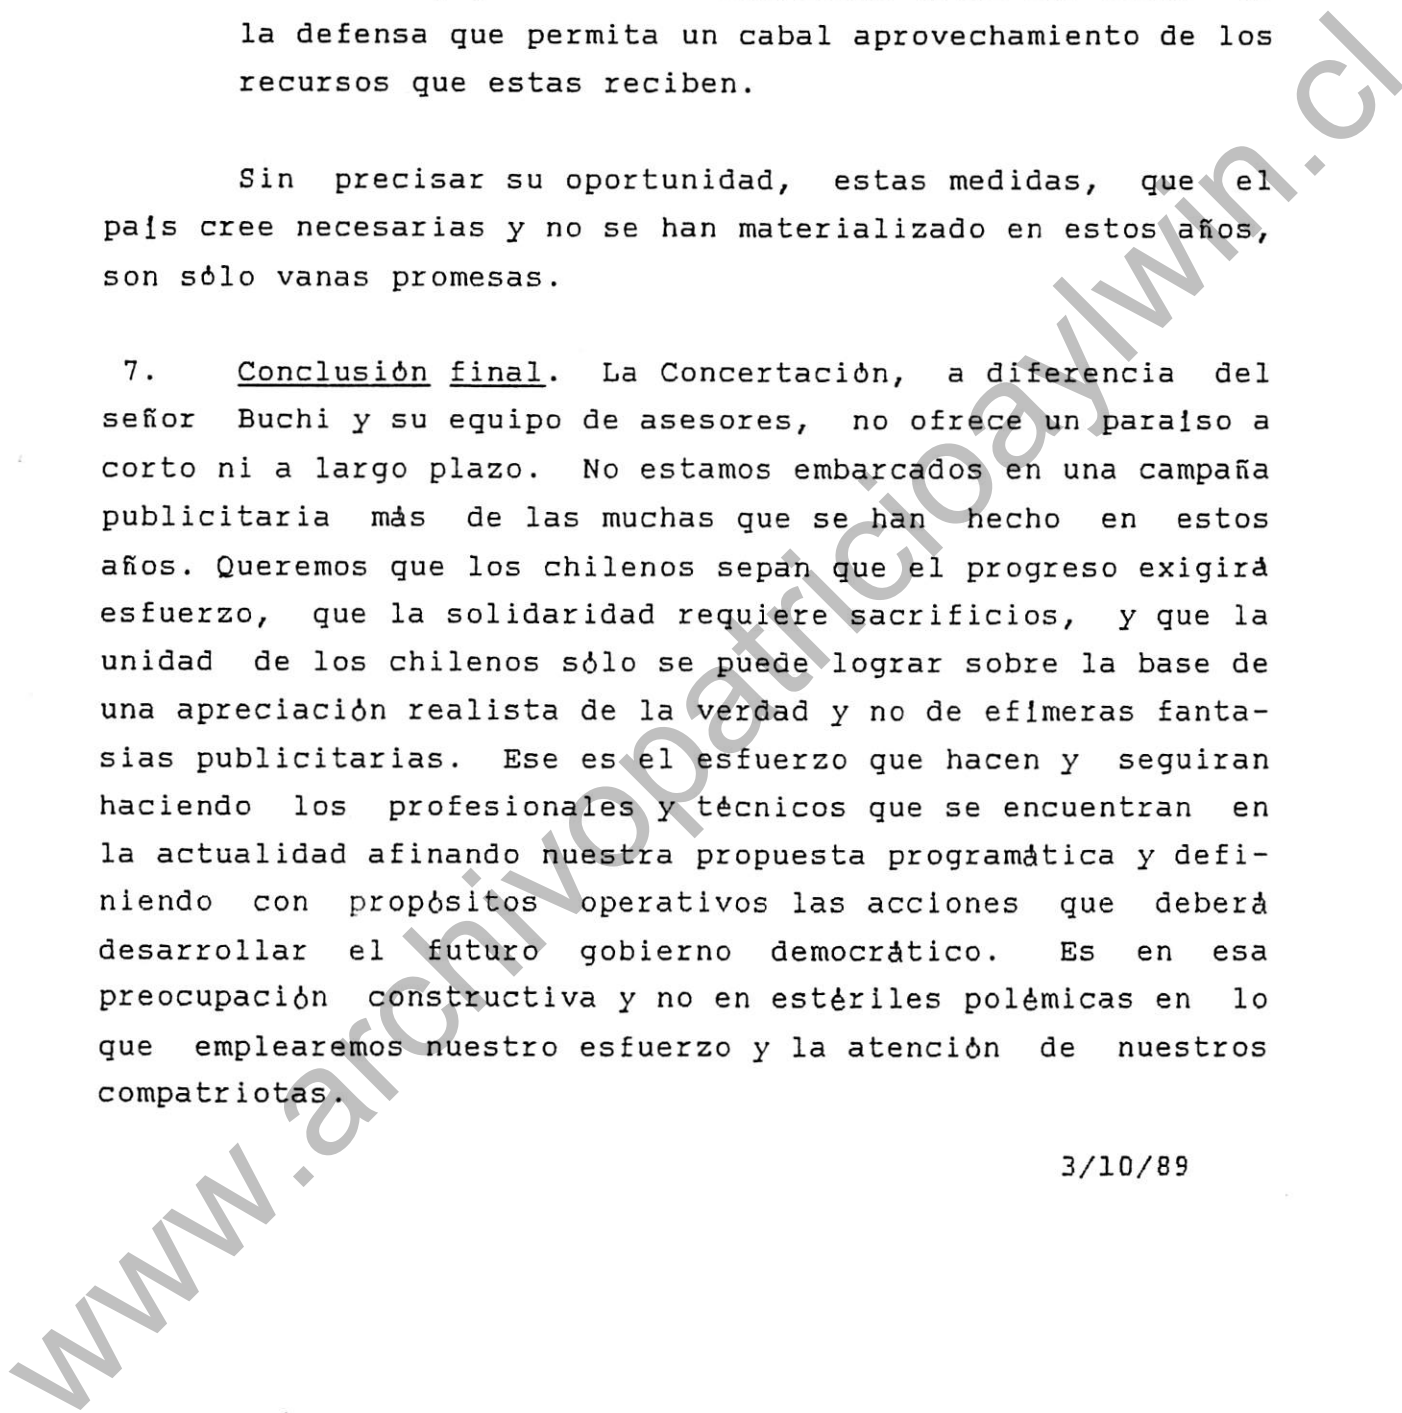 la defensa que permita un cabal aprovechamiento de los
recursos que estas reciben.
Sin precisar su oportunidad, estas medidas, que el
país cree necesarias y no se han materializado en estos años,
son sólo vanas promesas.
7. Conclusión final. La Concertación, a diferencia del
señor Buchi y su equipo de asesores, no ofrece un paraíso a
corto ni a largo plazo. No estamos embarcados en una campaña
publicitaria más de las muchas que se han hecho en estos
años. Queremos que los chilenos sepan que el progreso exigirá
esfuerzo, que la solidaridad requiere sacrificios, y que la
unidad de los chilenos sólo se puede lograr sobre la base de
una apreciación realista de la verdad y no de efímeras fanta-
sias publicitarias. Ese es el esfuerzo que hacen y seguiran
haciendo los profesionales y técnicos que se encuentran en
la actualidad afinando nuestra propuesta programática y defi-
niendo con propósitos operativos las acciones que deberá
desarrollar el futuro gobierno democrático. Es en esa
preocupación constructiva y no en estériles polémicas en lo
que emplearemos nuestro esfuerzo y la atención de nuestros
compatriotas.
3/10/89
www.archivopatricioaylwin.cl